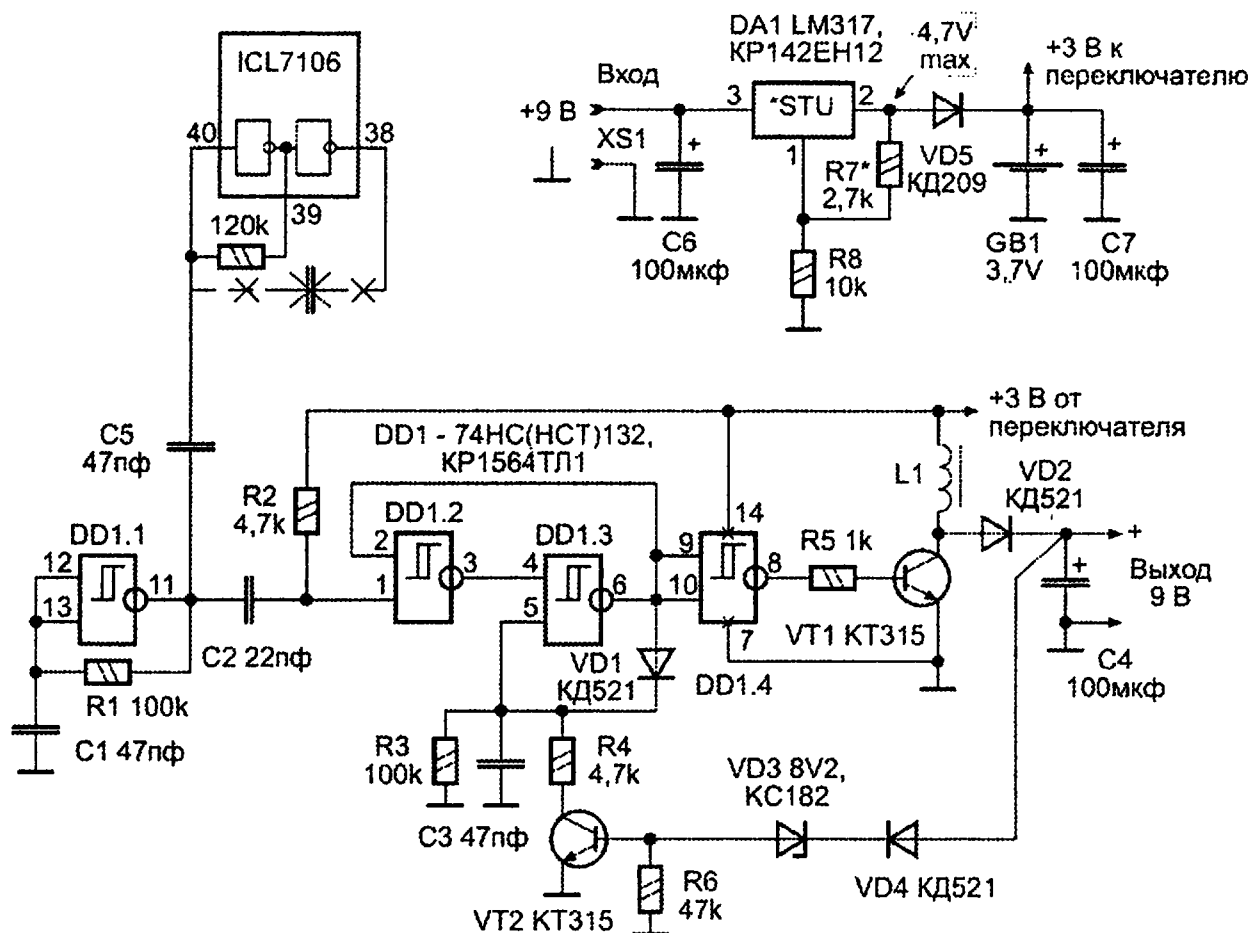 ICL7106
40
38
39
120k
DA1 LM317,
КР142ЕН12
4,7V
max
+3 В к
переключателю
Вход
+9 В
XS1
3
*STU
2
1
R7*
2,7k
VD5
КД209
C6
100мкф
R8
10k
GB1
3,7V
C7
100мкф
C5
47пф
R2
4,7k
DD1 - 74HC(HCT)132,
КР1564ТЛ1
+3 В от
переключателя
L1
VD2
КД521
DD1.1
12
13
11
DD1.2
2
1
3
DD1.3
4
5
6
14
9
10
8
7
R5 1k
+
Выход
9 В
VT1 КТ315
C4
100мкф
C2 22пф
R1 100k
C1 47пф
VD1
КД521
DD1.4
R3
100k
R4
4,7k
C3 47пф
VD3 8V2,
КС182
VD4 КД521
R6
47k
VT2 КТ315